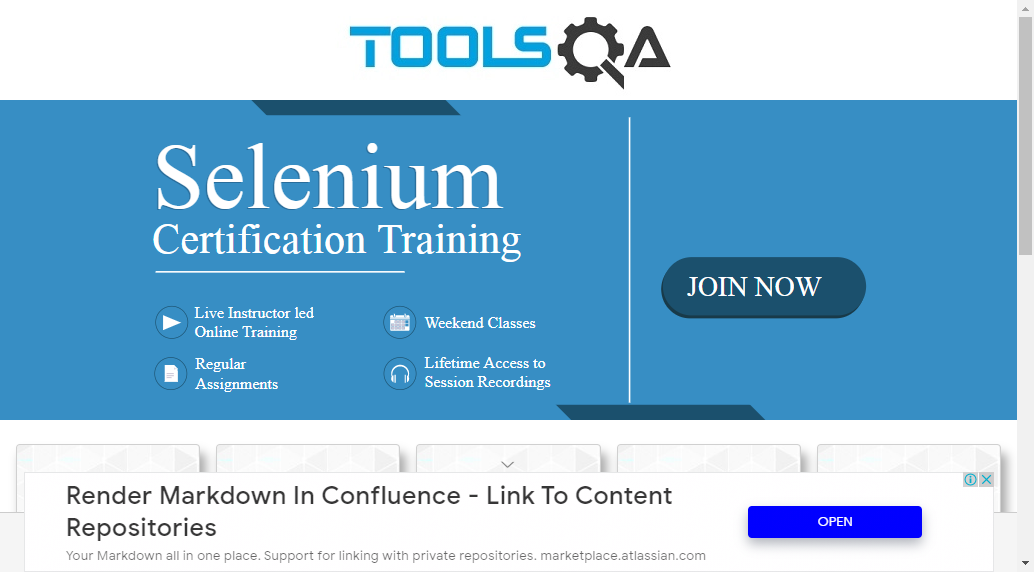 TOOLSQA
Selenium
Certification Training
Live Instructor led
Online Training
Weekend Classes
Regular
Assignments
Lifetime Access to
Session Recordings
JOIN NOW
Render Markdown In Confluence - Link To Content
Repositories
Your Markdown all in one place. Support for linking with private repositories. marketplace.atlassian.com
OPEN